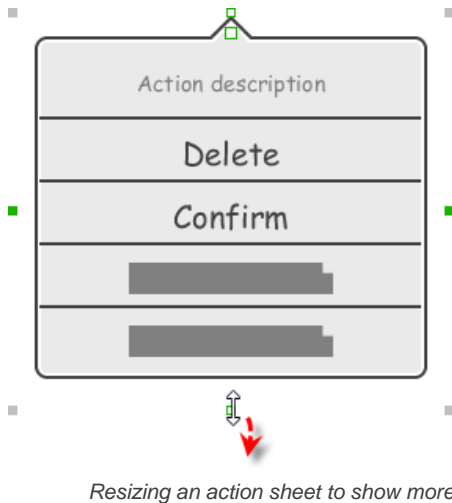 Action description
Delete
Confirm
Resizing an action sheet to show more